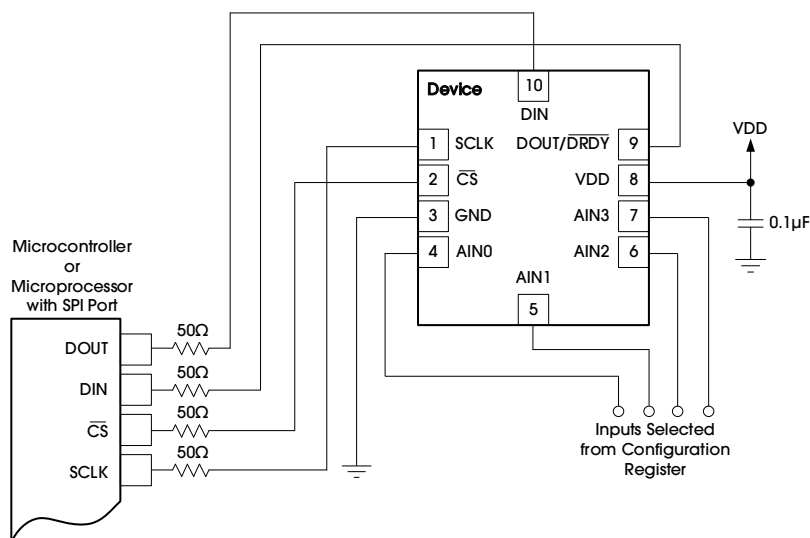 Device
10
DIN
1 SCLK
DOUT/DRDY 9
2 CS
VDD 8
3 GND
AIN3 7
4 AIN0
AIN2 6
AIN1
5
VDD
0.1µF
Microcontroller
or
Microprocessor
with SPI Port
DOUT
50Ω
DIN
50Ω
CS
50Ω
SCLK
50Ω
Inputs Selected
from Configuration
Register